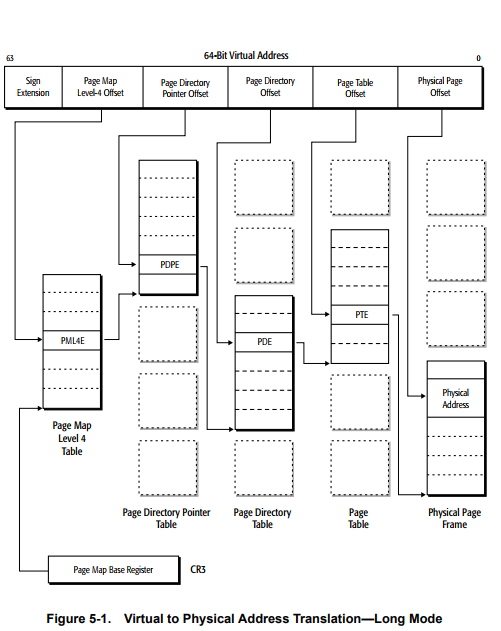 64-Bit Virtual Address
63
0
Sign
Extension
Page Map
Level-4 Offset
Page Directory
Pointer Offset
Page Directory
Offset
Page Table
Offset
Physical Page
Offset
PDPE
PML4E
PDE
PTE
Physical
Address
Page Map
Level 4
Table
Page Directory Pointer
Table
Page Directory
Table
Page
Table
Physical Page
Frame
Page Map Base Register
CR3
Figure 5-1. Virtual to Physical Address Translation—Long Mode